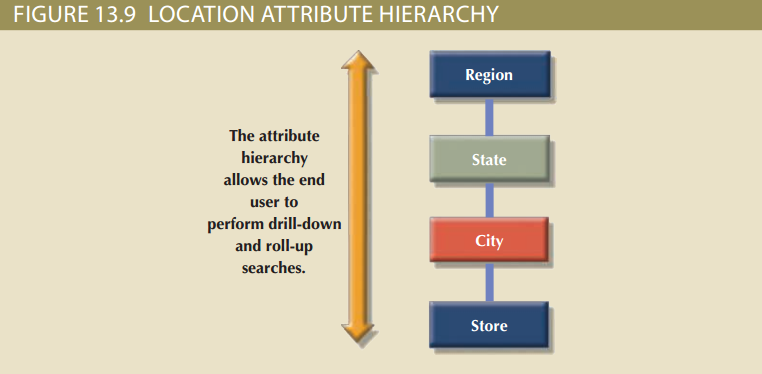 FIGURE 13.9 LOCATION ATTRIBUTE HIERARCHY
The attribute
hierarchy
allows the end
user to
perform drill-down
and roll-up
searches.
Region
State
City
Store